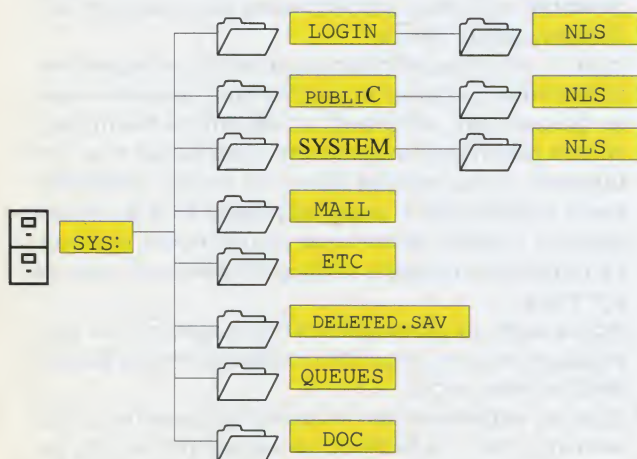 LOGIN NLS
PUBLIC NLS
SYSTEM NLS
MAIL
SYS:
ETC
DELETED.SAV
QUEUES
DOC